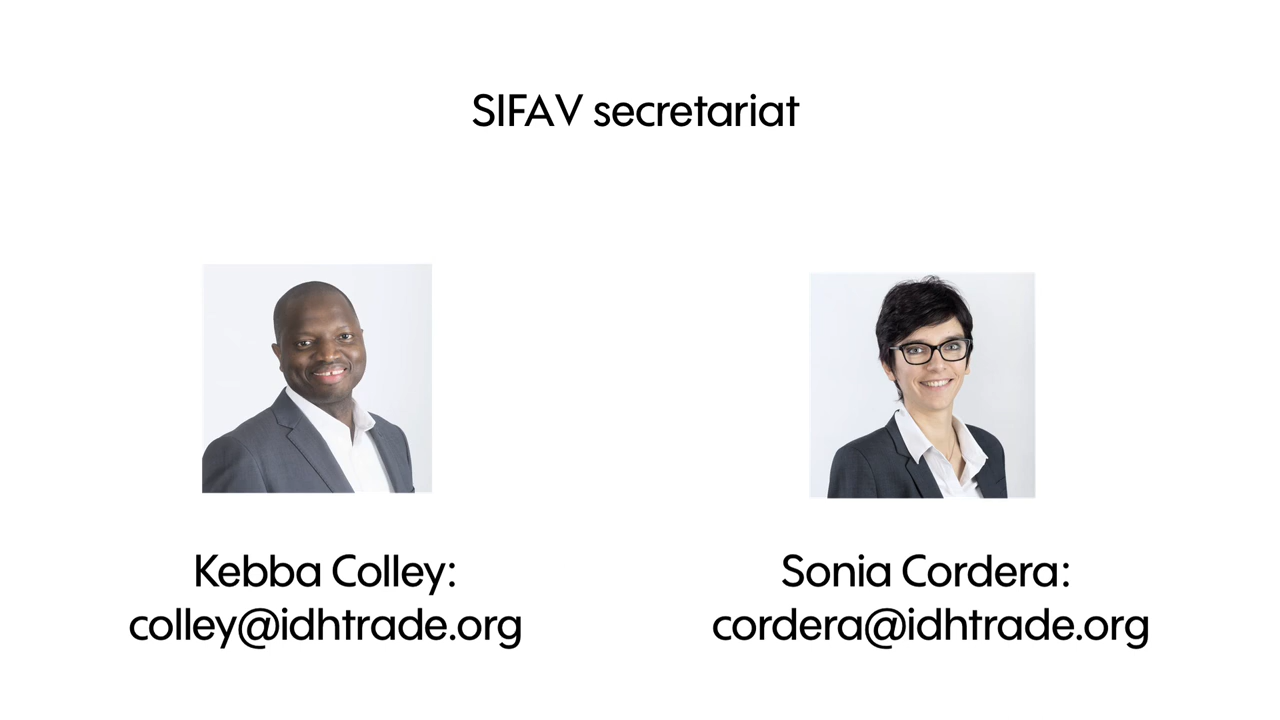 SIFAV secretariat
Kebba Colley:
colley@idhtrade.org
Sonia Cordera:
cordera@idhtrade.org